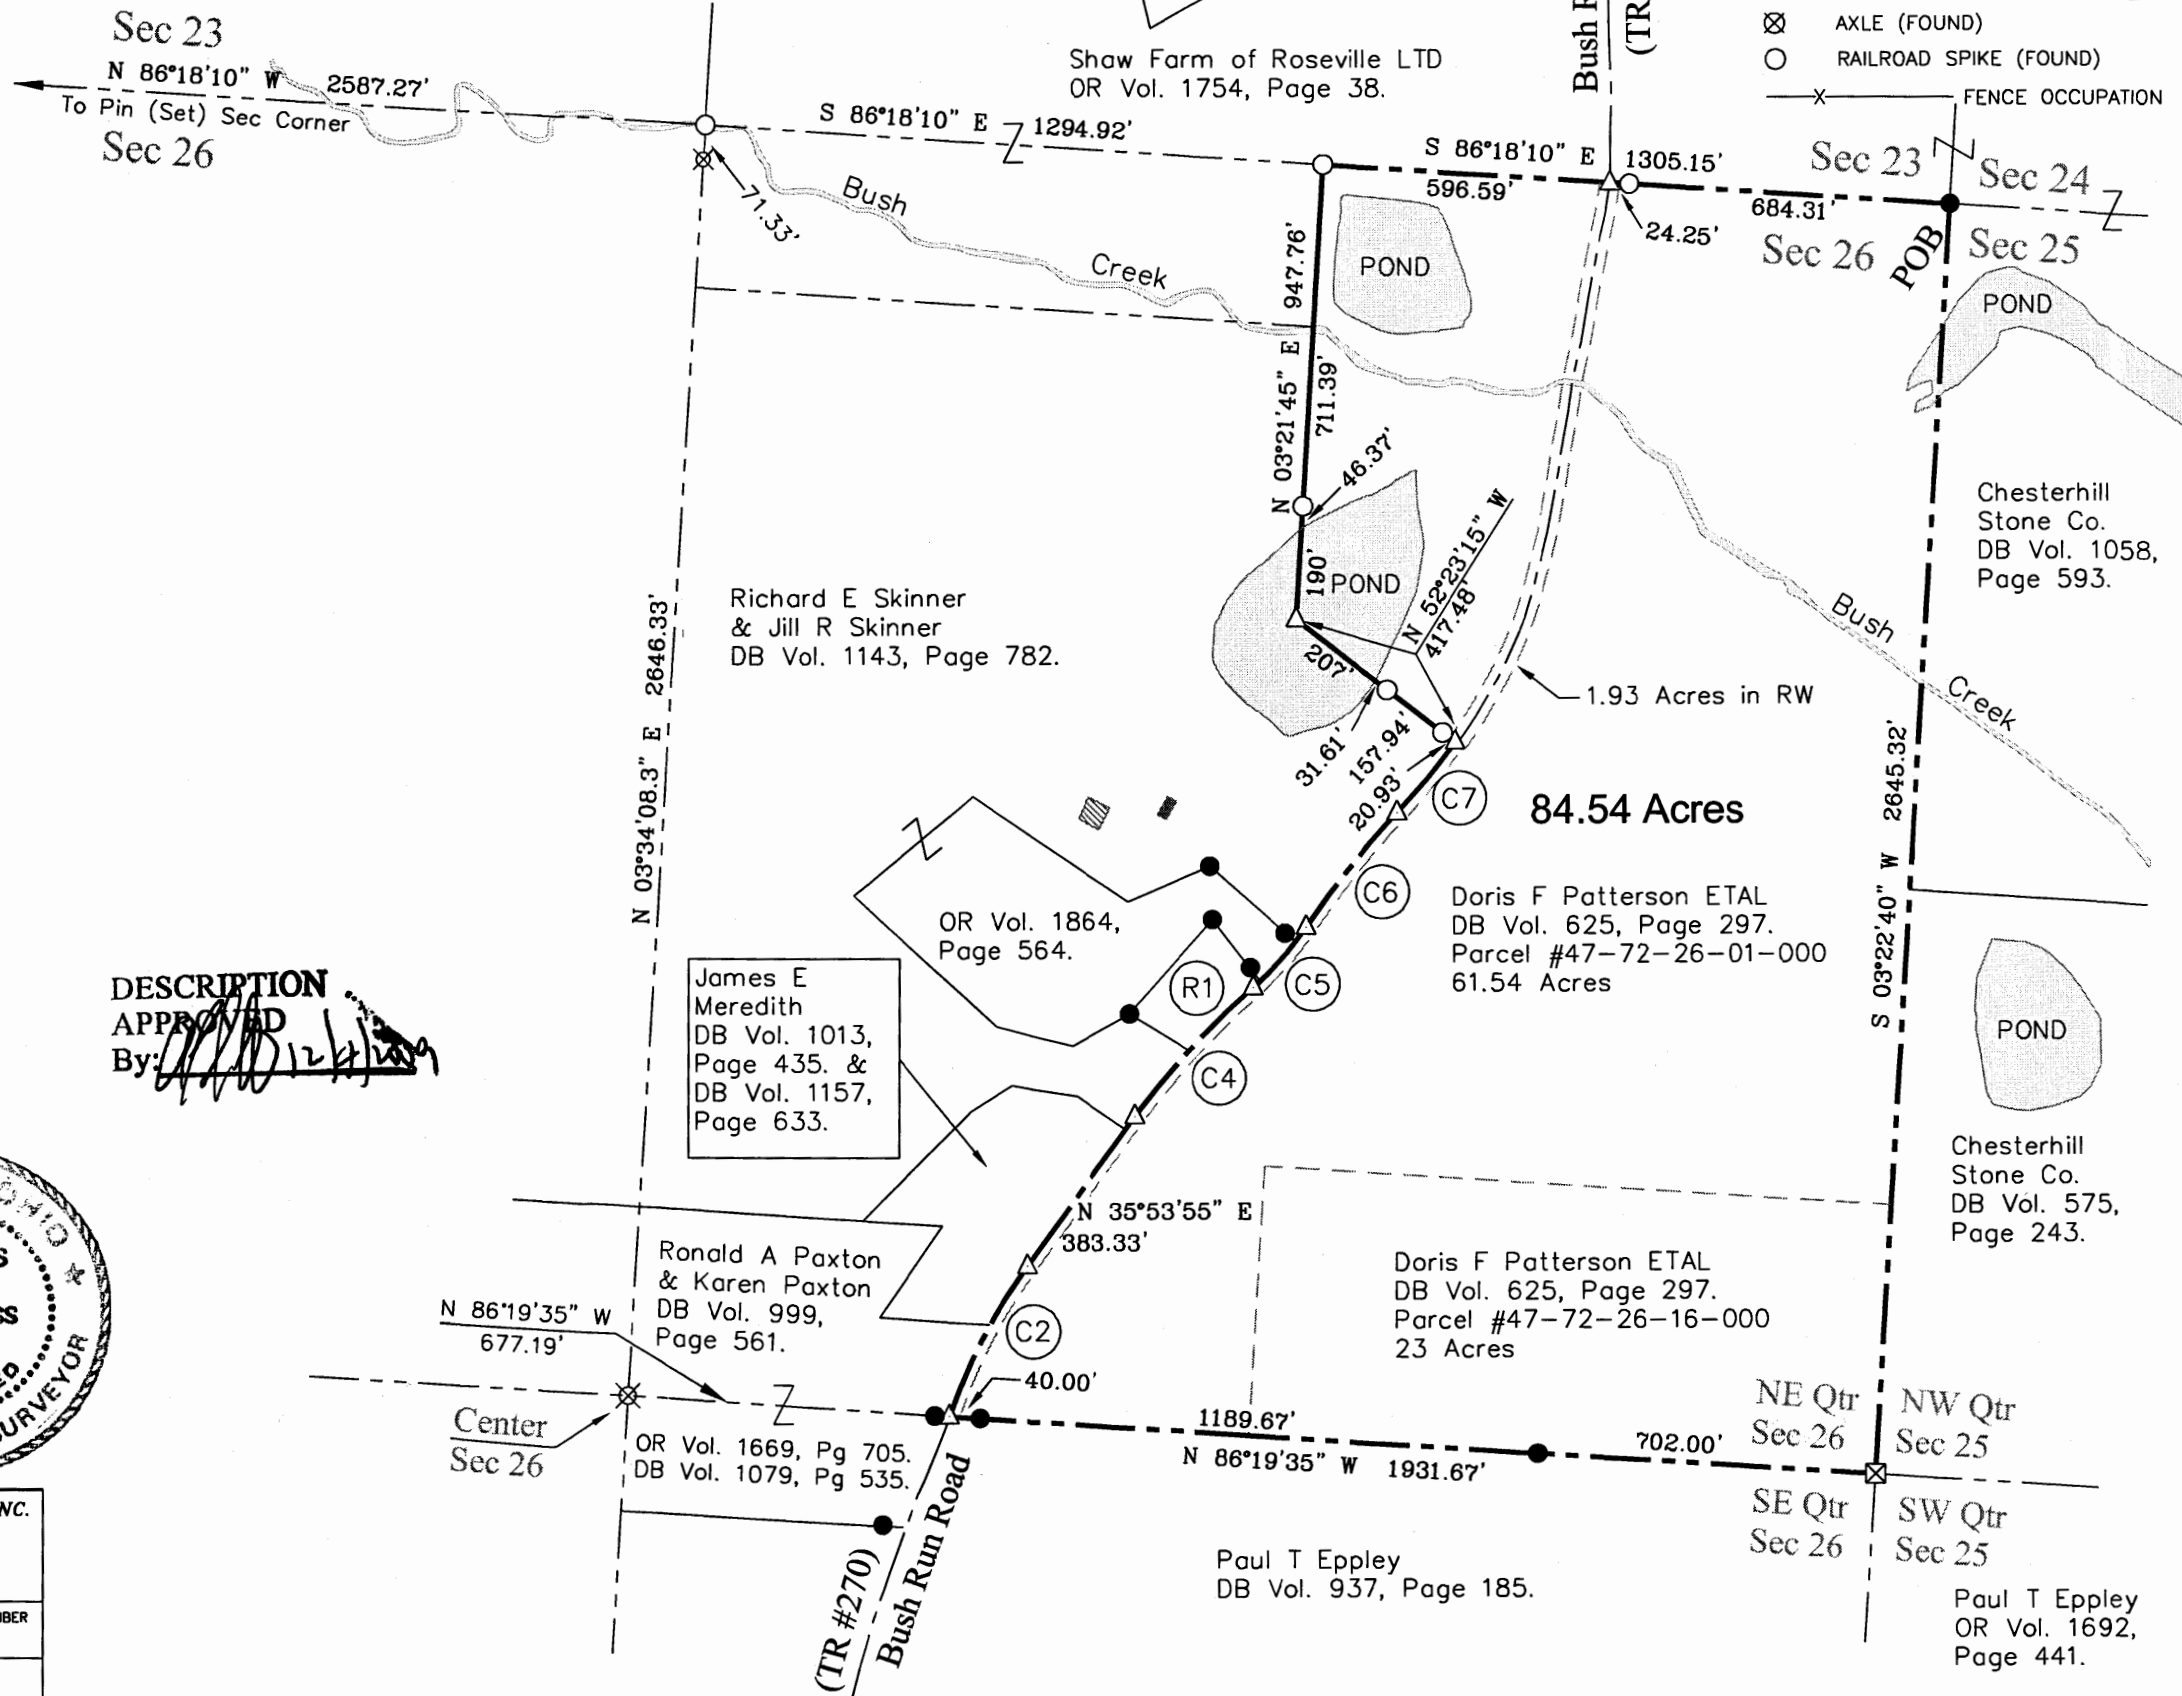 Sec 23
N 86°18'10" W 2587.27'
To Pin (Set) Sec Corner
Sec 26
Shaw Farm of Roseville LTD
OR Vol. 1754, Page 38.
AXLE (FOUND)
RAILROAD SPIKE (FOUND)
X
FENCE OCCUPATION
S 86°18'10" E 1294.92'
S 86°18'10" E 1305.15'
596.59'
24.25'
684.31'
Sec 23
Sec 24
Sec 26
Sec 25
POB
71.33'
Bush
Creek
POND
POND
947.76'
N 03°21'45" E
711.39'
46.37'
190'
POND
N 52°23'15" W
417.48'
207'
31.61'
157.94'
20.93'
1.93 Acres in RW
Bush
Creek
Chesterhill
Stone Co.
DB Vol. 1058,
Page 593.
Richard E Skinner
& Jill R Skinner
DB Vol. 1143, Page 782.
N 03°34'08.3" E 2646.33'
S 03°22'40" W 2645.32'
C7
84.54 Acres
C6
Doris F Patterson ETAL
DB Vol. 625, Page 297.
Parcel #47-72-26-01-000
61.54 Acres
OR Vol. 1864,
Page 564.
R1
C5
C4
POND
DESCRIPTION
APPROVED
By:
James E
Meredith
DB Vol. 1013,
Page 435. &
DB Vol. 1157,
Page 633.
Chesterhill
Stone Co.
DB Vol. 575,
Page 243.
N 35°53'55" E
383.33'
Ronald A Paxton
& Karen Paxton
DB Vol. 999,
Page 561.
N 86°19'35" W
677.19'
C2
40.00'
Doris F Patterson ETAL
DB Vol. 625, Page 297.
Parcel #47-72-26-16-000
23 Acres
Center
Sec 26
OR Vol. 1669, Pg 705.
DB Vol. 1079, Pg 535.
1189.67'
702.00'
N 86°19'35" W 1931.67'
NE Qtr
Sec 26
NW Qtr
Sec 25
SE Qtr
Sec 26
SW Qtr
Sec 25
(TR #270)
Bush Run Road
Paul T Eppley
DB Vol. 937, Page 185.
Paul T Eppley
OR Vol. 1692,
Page 441.
Bush
(TR
SURVEYOR
NC.